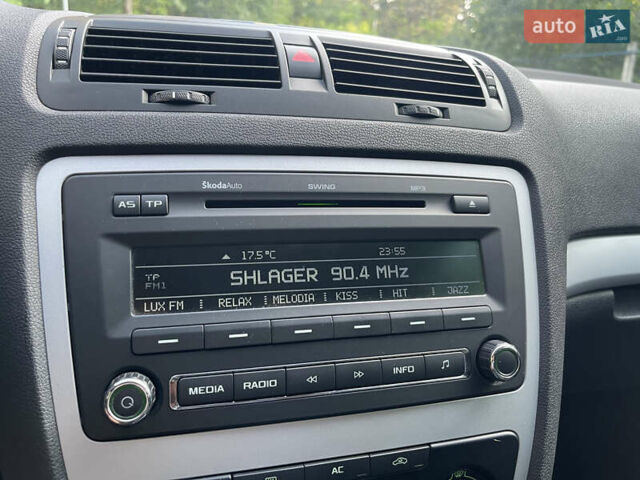 auto RIA .com
ŠkodaAuto SWING MP3
AS TP
17.5°C 23:55
TP
FM1
SHLAGER 90.4 MHz
LUX FM RELAX MELODIA KISS HIT JAZZ
MEDIA RADIO INFO
AC